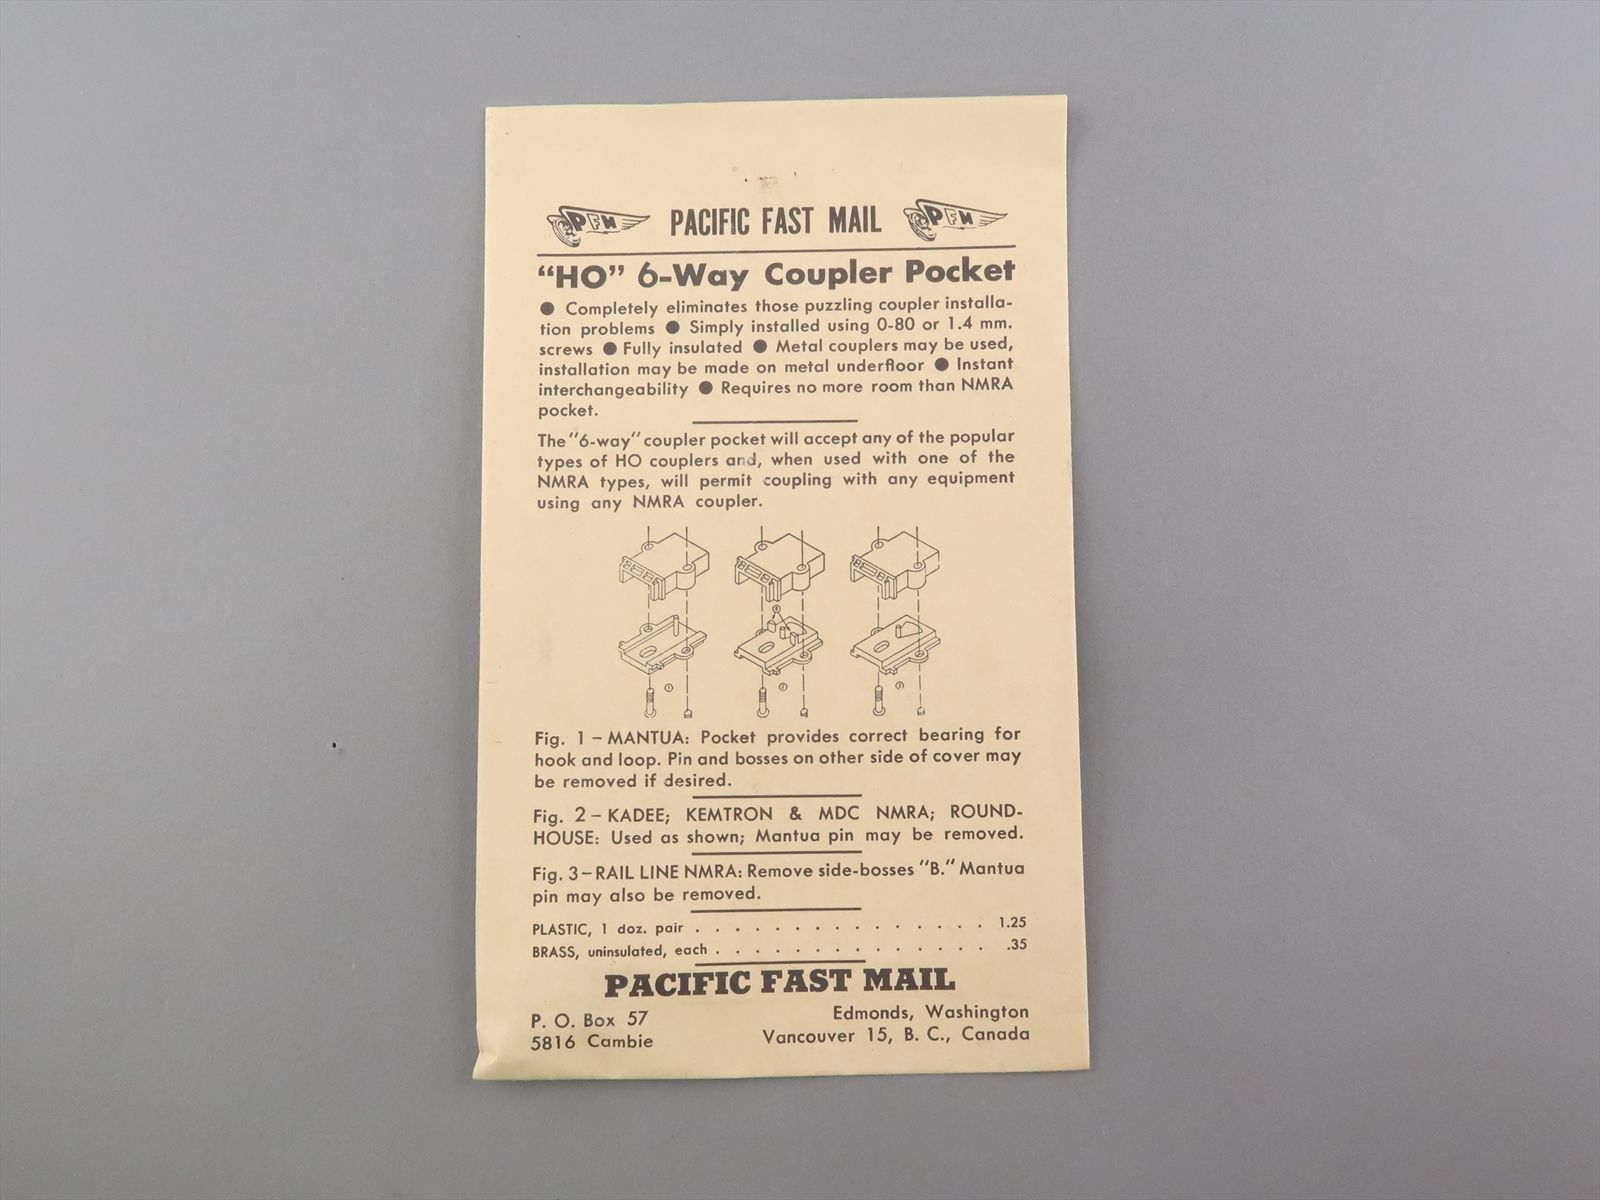 PFM PACIFIC FAST MAIL PFM
“HO” 6-Way Coupler Pocket
● Completely eliminates those puzzling coupler installa-
tion problems ● Simply installed using 0-80 or 1.4 mm.
screws ● Fully insulated ● Metal couplers may be used,
installation may be made on metal underfloor ● Instant
interchangeability ● Requires no more room than NMRA
pocket.
The “6-way” coupler pocket will accept any of the popular
types of HO couplers and, when used with one of the
NMRA types, will permit coupling with any equipment
using any NMRA coupler.
B
1 2 3
Fig. 1 – MANTUA: Pocket provides correct bearing for
hook and loop. Pin and bosses on other side of cover may
be removed if desired.
Fig. 2 – KADEE; KEMTRON & MDC NMRA; ROUND-
HOUSE: Used as shown; Mantua pin may be removed.
Fig. 3 – RAIL LINE NMRA: Remove side-bosses “B.” Mantua
pin may also be removed.
PLASTIC, 1 doz. pair . . . . . . . . . . . . . . . 1.25
BRASS, uninsulated, each . . . . . . . . . . . . . . .35
PACIFIC FAST MAIL
P. O. Box 57 Edmonds, Washington
5816 Cambie Vancouver 15, B. C., Canada